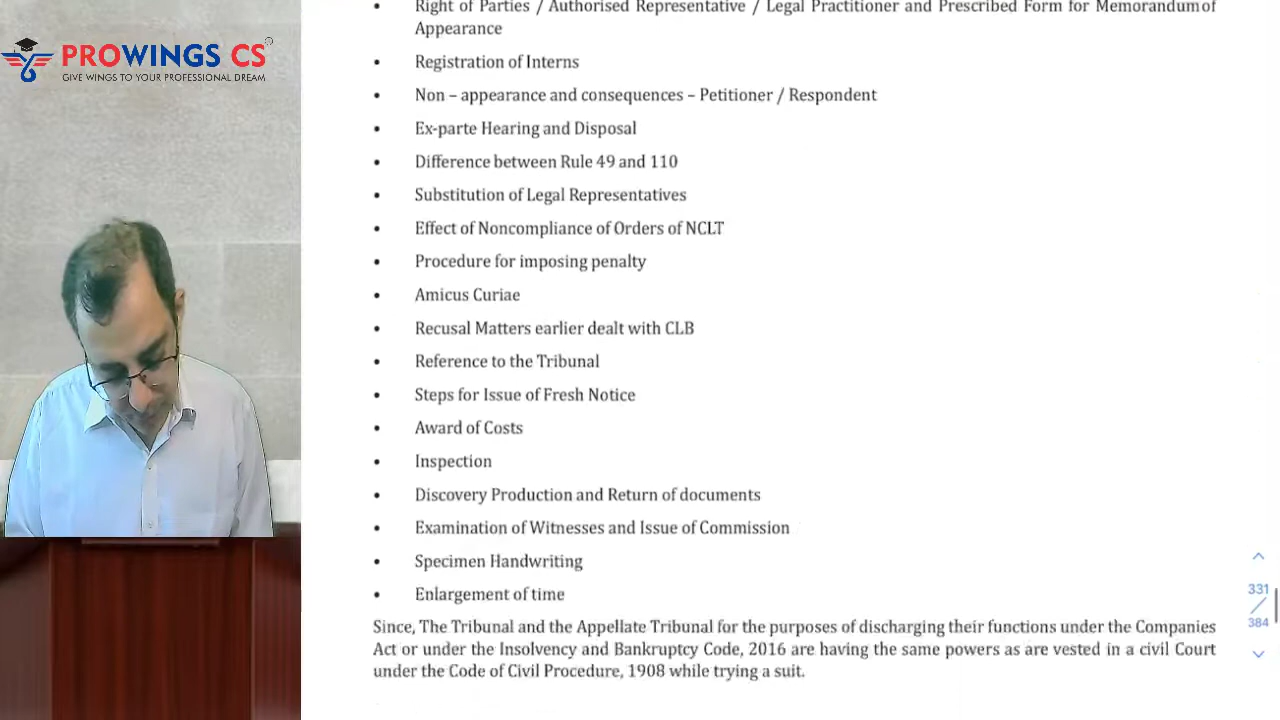 PROWINGS CS
GIVE WINGS TO YOUR PROFESSIONAL DREAM
• Right of Parties / Authorised Representative / Legal Practitioner and Prescribed Form for Memorandum of
Appearance
• Registration of Interns
• Non – appearance and consequences – Petitioner / Respondent
• Ex-parte Hearing and Disposal
• Difference between Rule 49 and 110
• Substitution of Legal Representatives
• Effect of Noncompliance of Orders of NCLT
• Procedure for imposing penalty
• Amicus Curiae
• Recusal Matters earlier dealt with CLB
• Reference to the Tribunal
• Steps for Issue of Fresh Notice
• Award of Costs
• Inspection
• Discovery Production and Return of documents
• Examination of Witnesses and Issue of Commission
• Specimen Handwriting
• Enlargement of time
Since, The Tribunal and the Appellate Tribunal for the purposes of discharging their functions under the Companies
Act or under the Insolvency and Bankruptcy Code, 2016 are having the same powers as are vested in a civil Court
under the Code of Civil Procedure, 1908 while trying a suit.
331
/
384